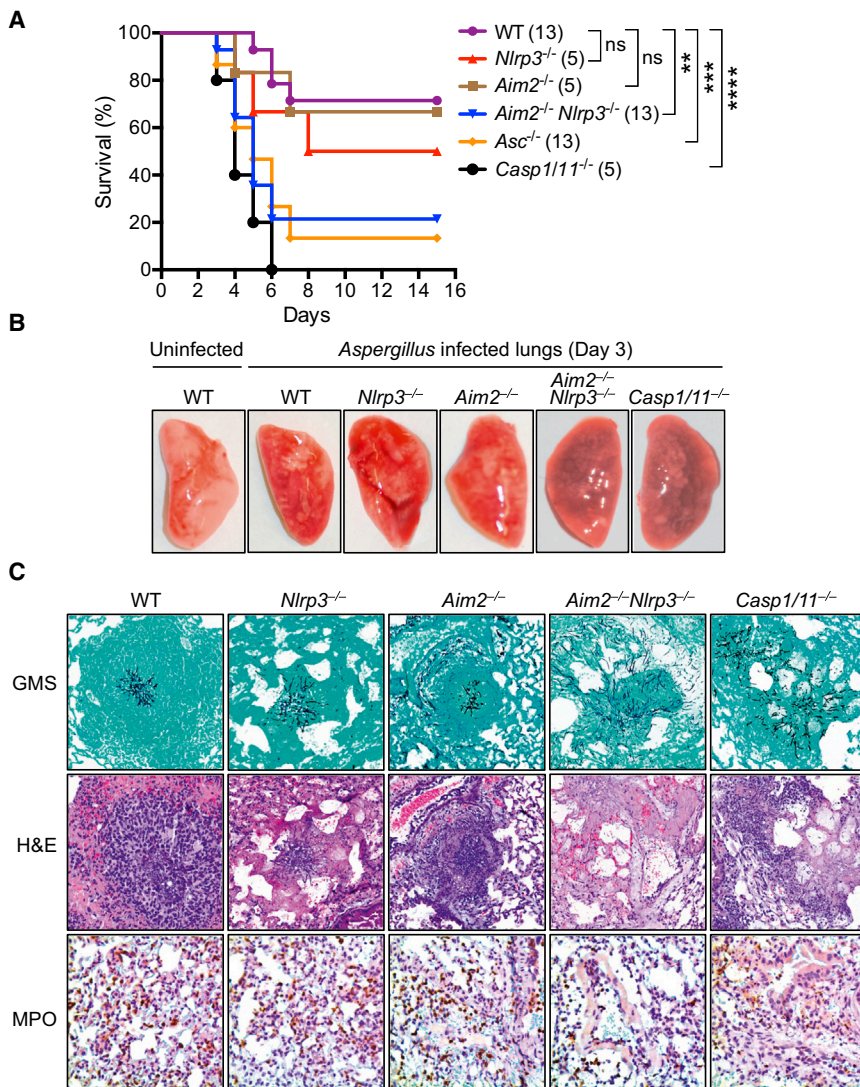 A
Survival (%)
100
80
60
40
20
0
0 2 4 6 8 10 12 14 16
Days
WT (13)
Nlrp3-/- (5)
Aim2-/- (5)
Aim2-/- Nlrp3-/- (13)
Asc-/- (13)
Casp1/11-/- (5)
ns
ns
**
***
****
B
Uninfected
Aspergillus infected lungs (Day 3)
WT
WT
Nlrp3–/–
Aim2–/–
Aim2–/–
Nlrp3–/–
Casp1/11–/–
C
WT
Nlrp3–/–
Aim2–/–
Aim2–/–Nlrp3–/–
Casp1/11–/–
GMS
H&E
MPO